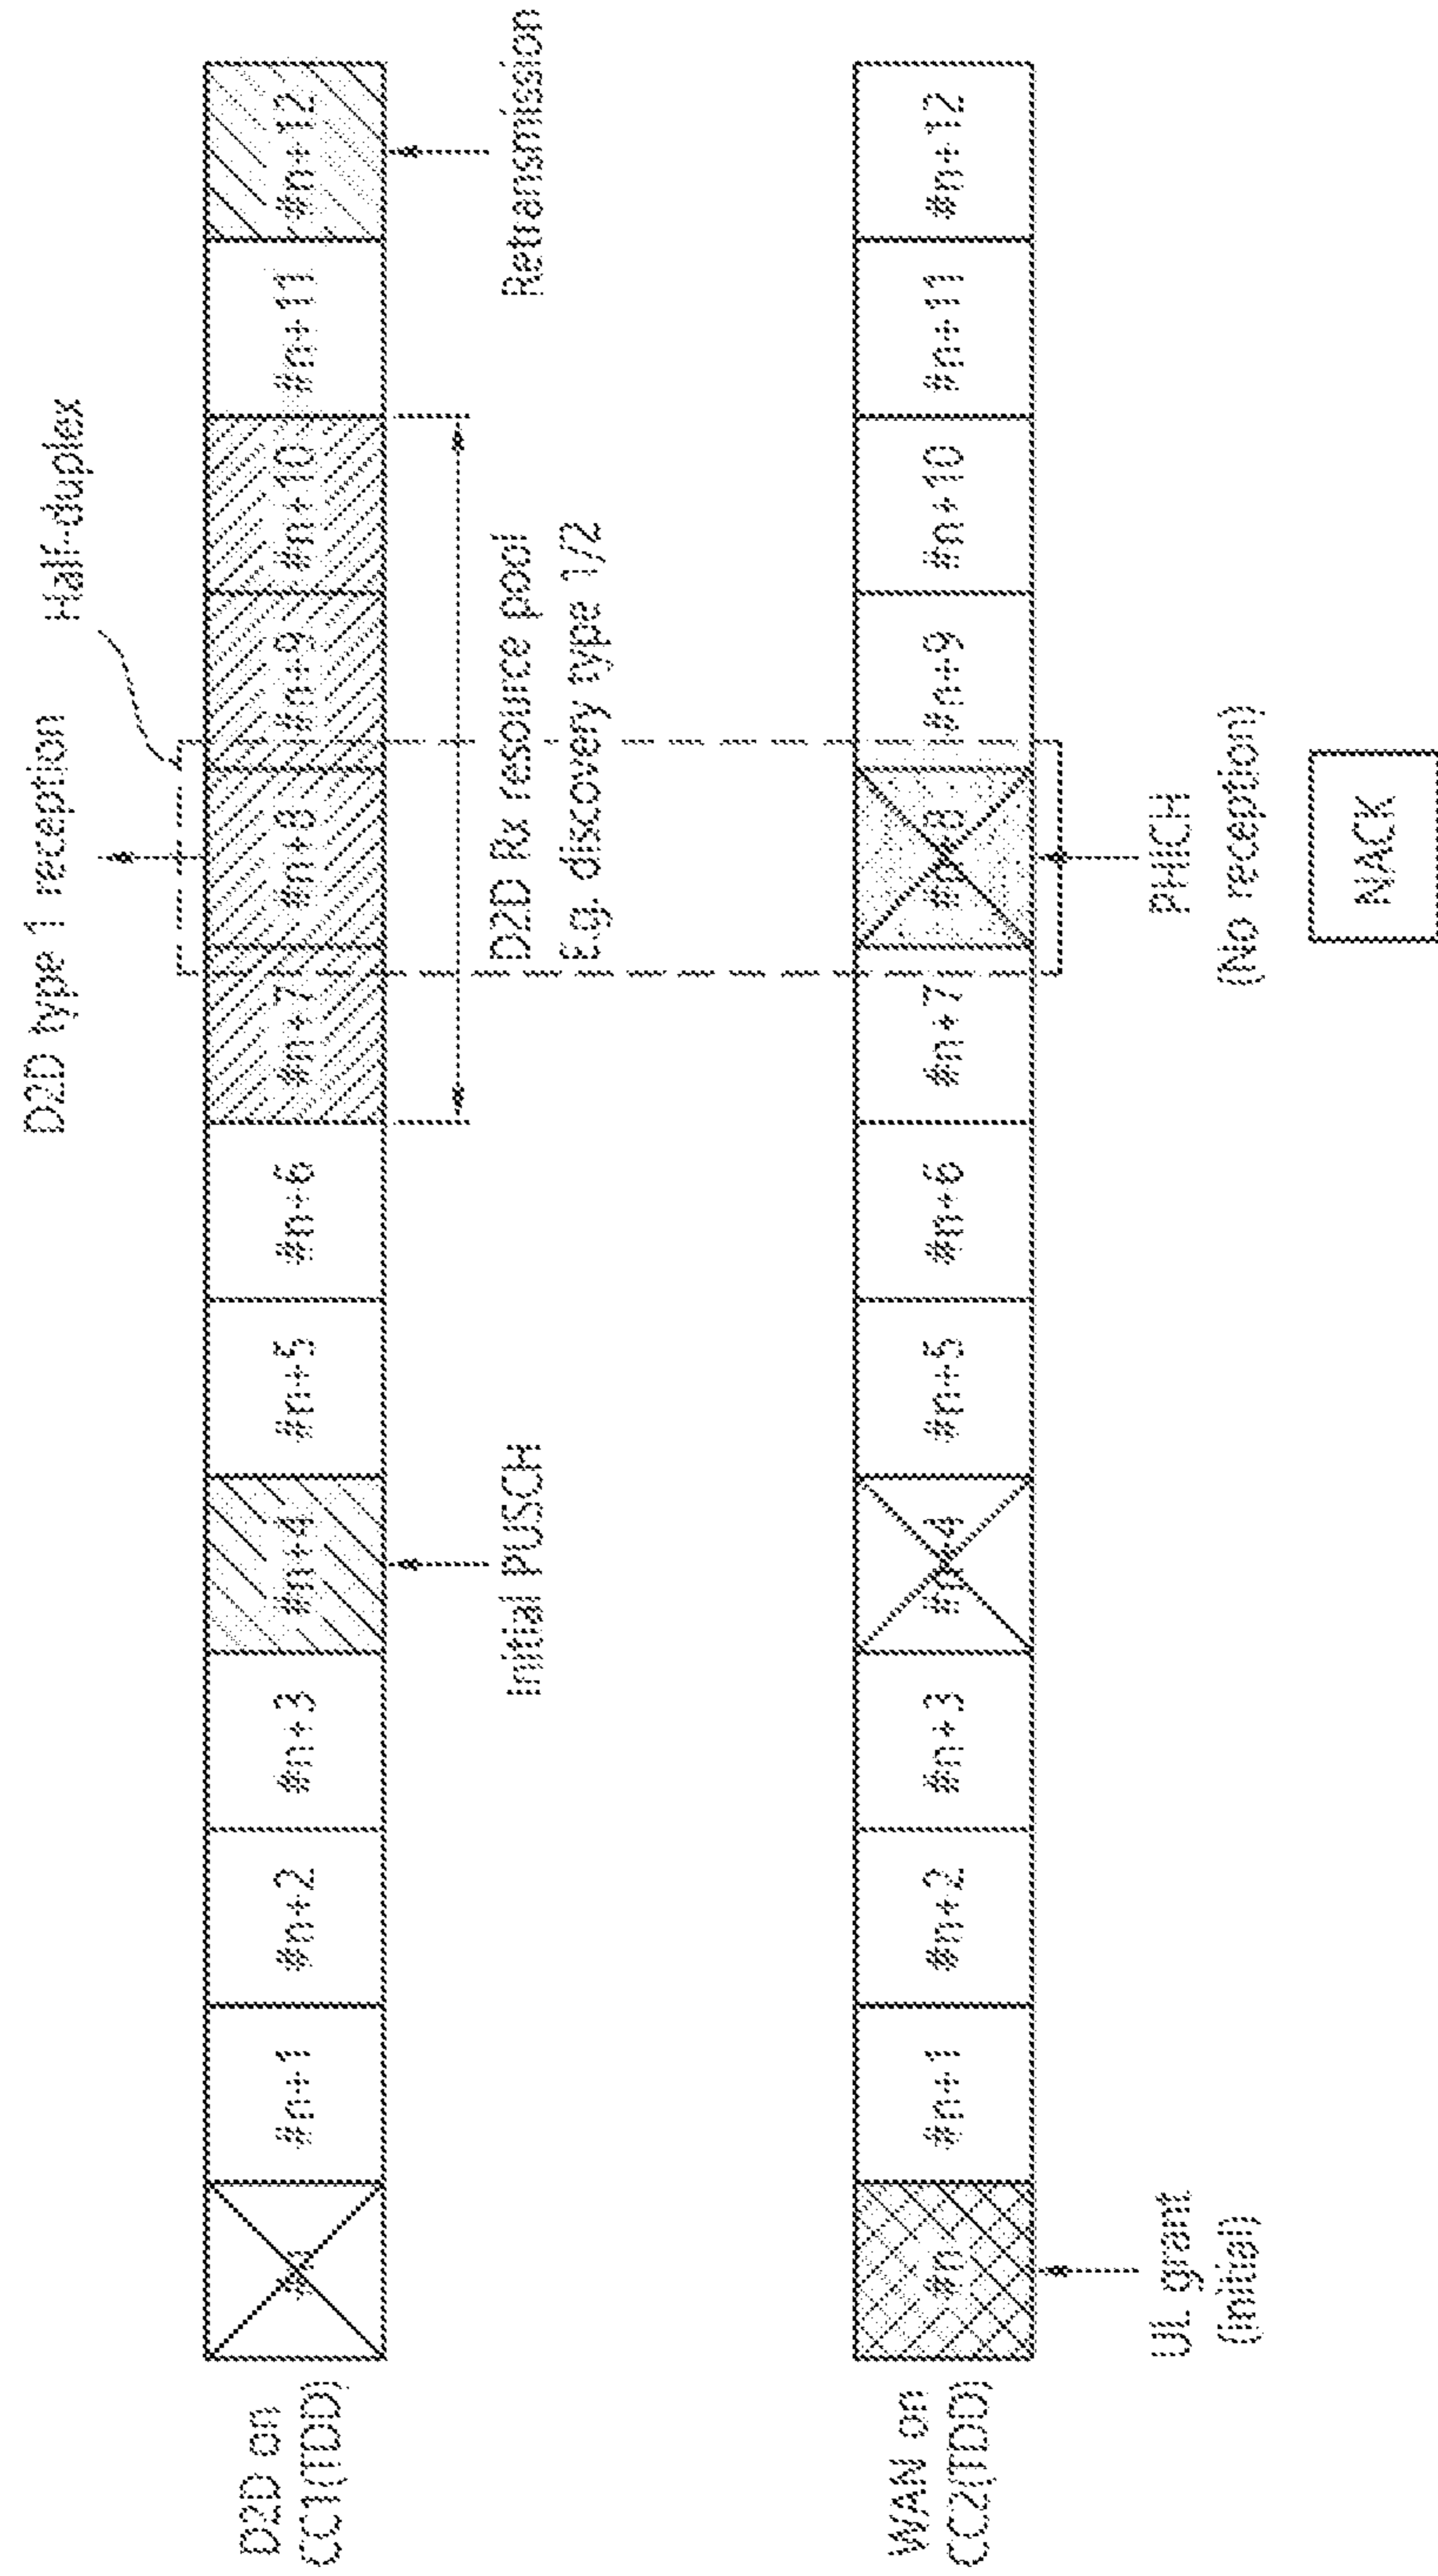 D2D type 1 reception
Half-duplex
D2D on
CC1(TDD)
#n
#n+1
#n+2
#n+3
#n+4
#n+5
#n+6
#n+7
#n+8
#n+9
#n+10
#n+11
#n+12
Initial PUSCH
D2D Rx resource pool
E.g. discovery type 1/2
Retransmission
WAN on
CC2(TDD)
#n
#n+1
#n+2
#n+3
#n+4
#n+5
#n+6
#n+7
#n+8
#n+9
#n+10
#n+11
#n+12
UL grant
(initial)
PHICH
(No reception)
NACK